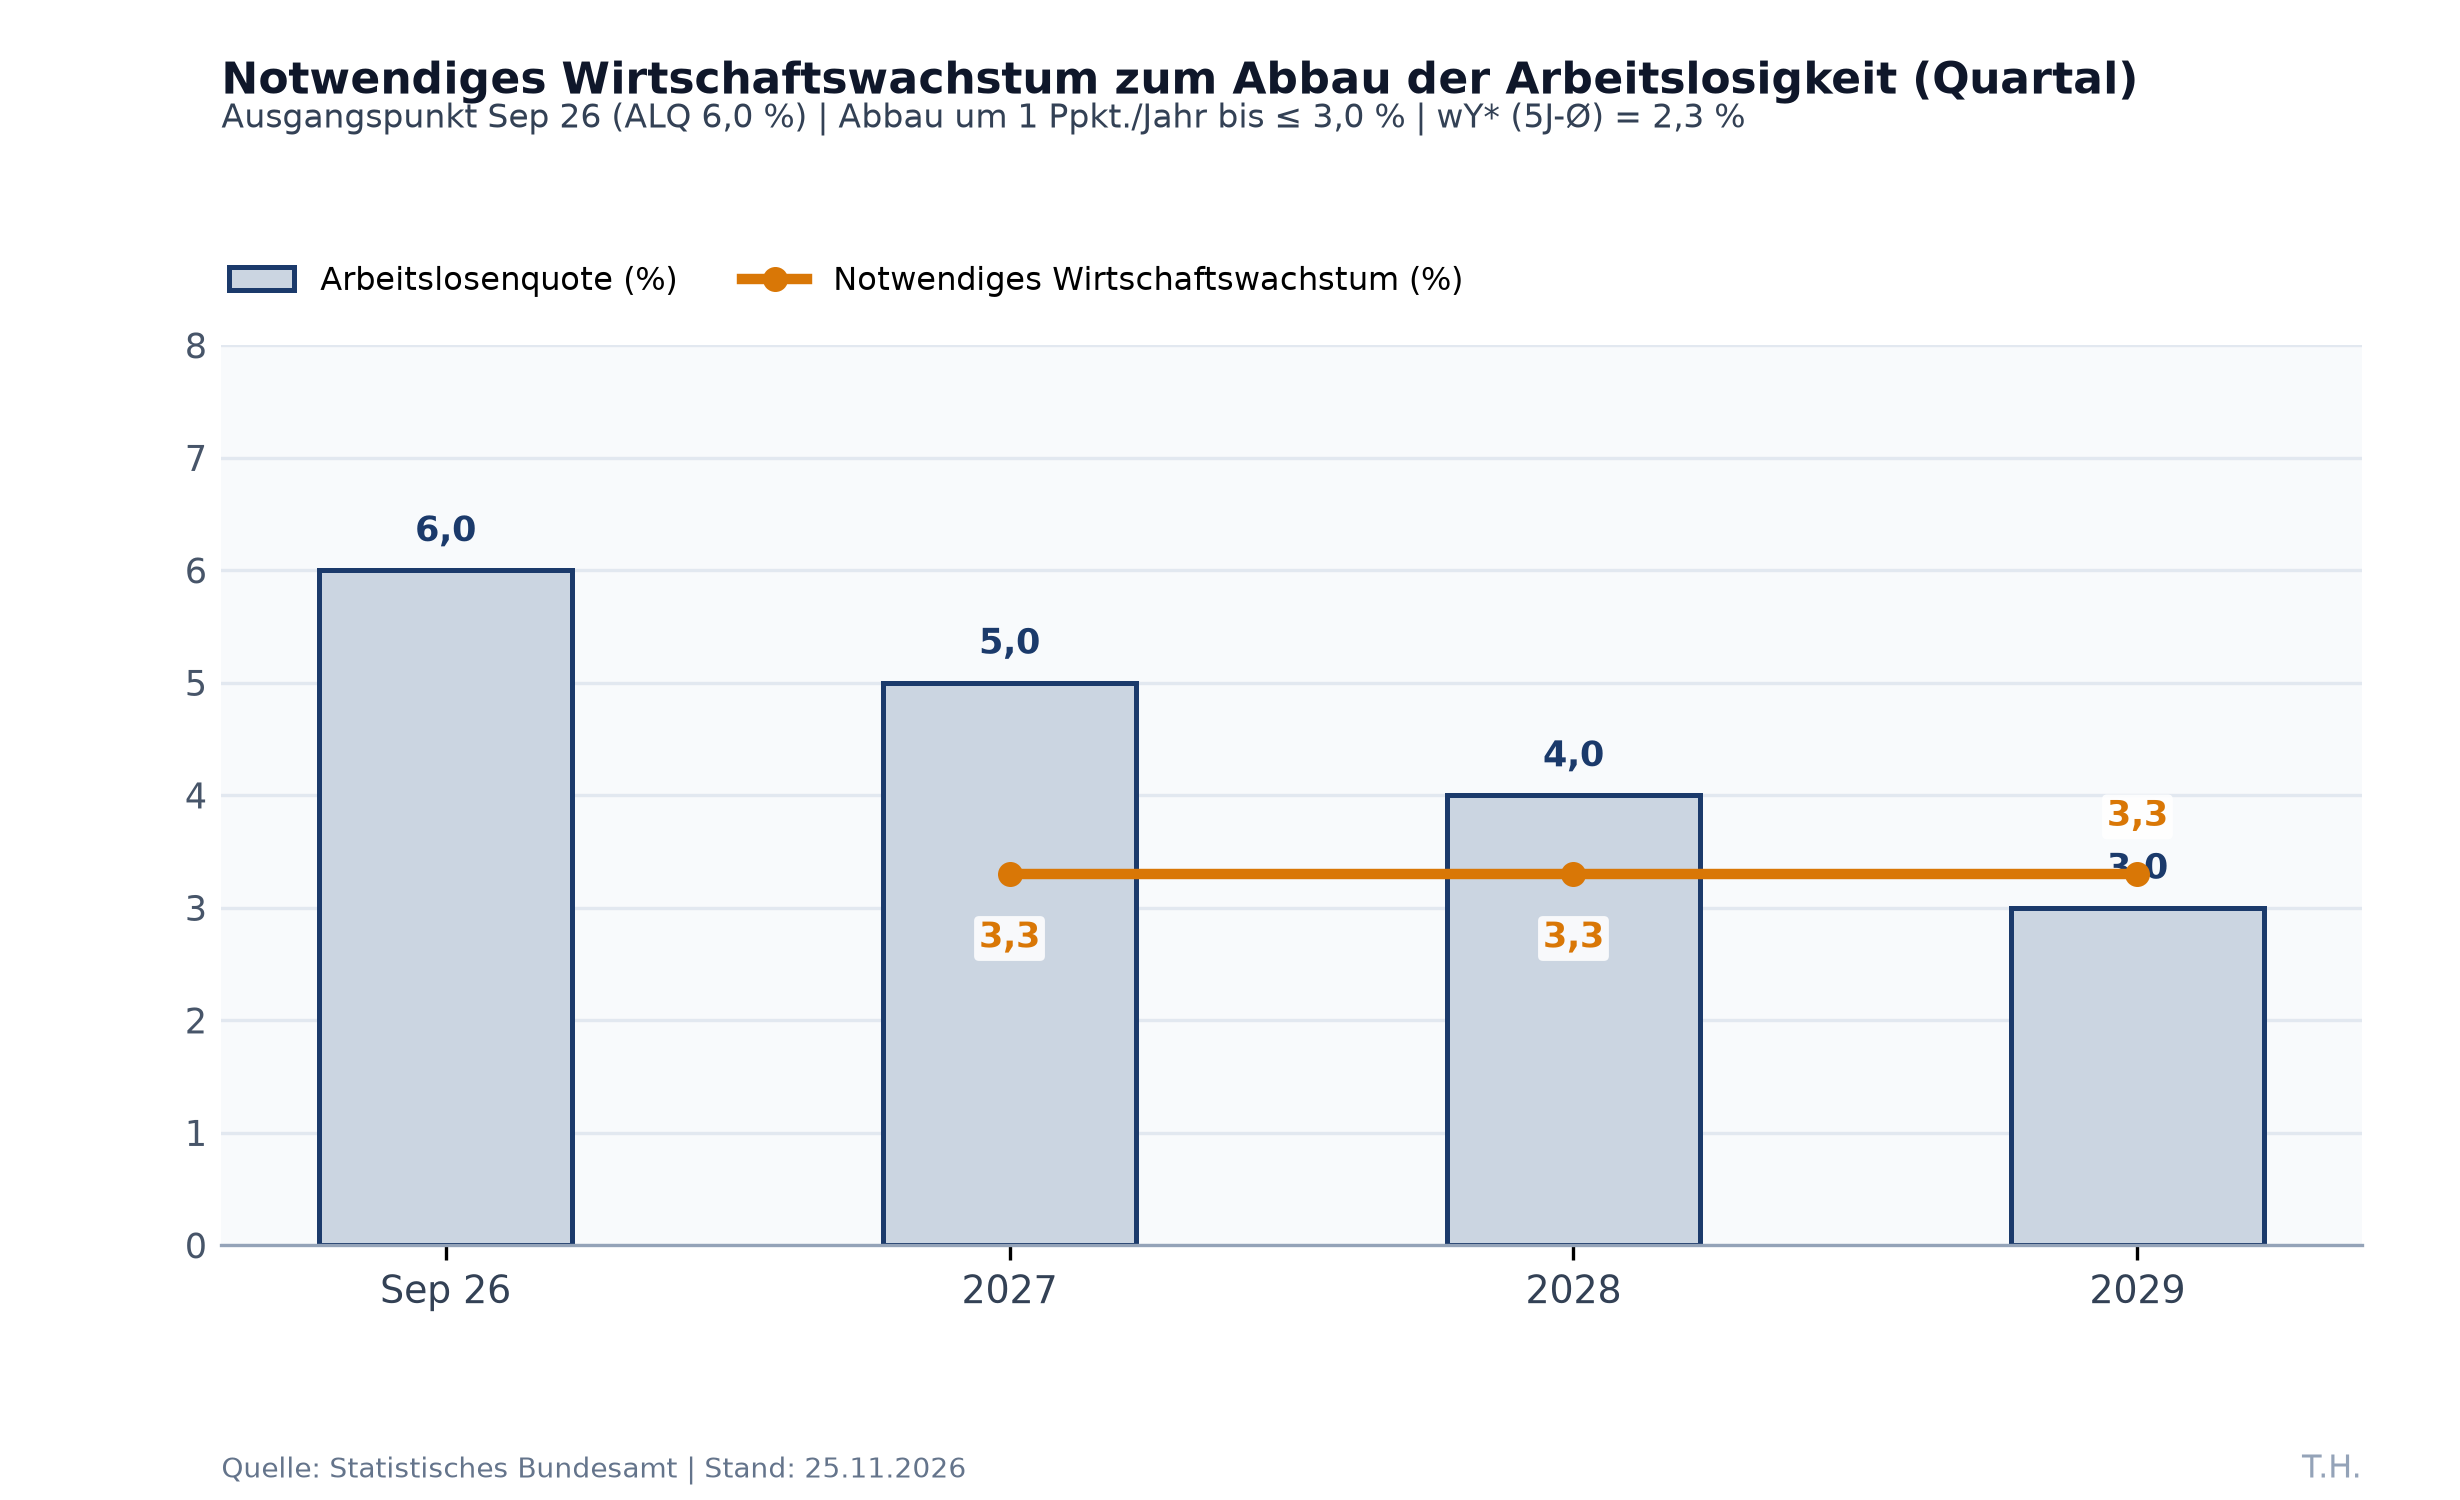 Notwendiges Wirtschaftswachstum zum Abbau der Arbeitslosigkeit (Quartal)
Ausgangspunkt Sep 26 (ALQ 6,0 %) | Abbau um 1 Ppkt./Jahr bis ≤ 3,0 % | wY* (5J-Ø) = 2,3 %
Arbeitslosenquote (%)
Notwendiges Wirtschaftswachstum (%)
8
7
6
5
4
3
2
1
0
6,0
5,0
4,0
3,3
3,0
3,3
3,3
Sep 26
2027
2028
2029
Quelle: Statistisches Bundesamt | Stand: 25.11.2026
T.H.